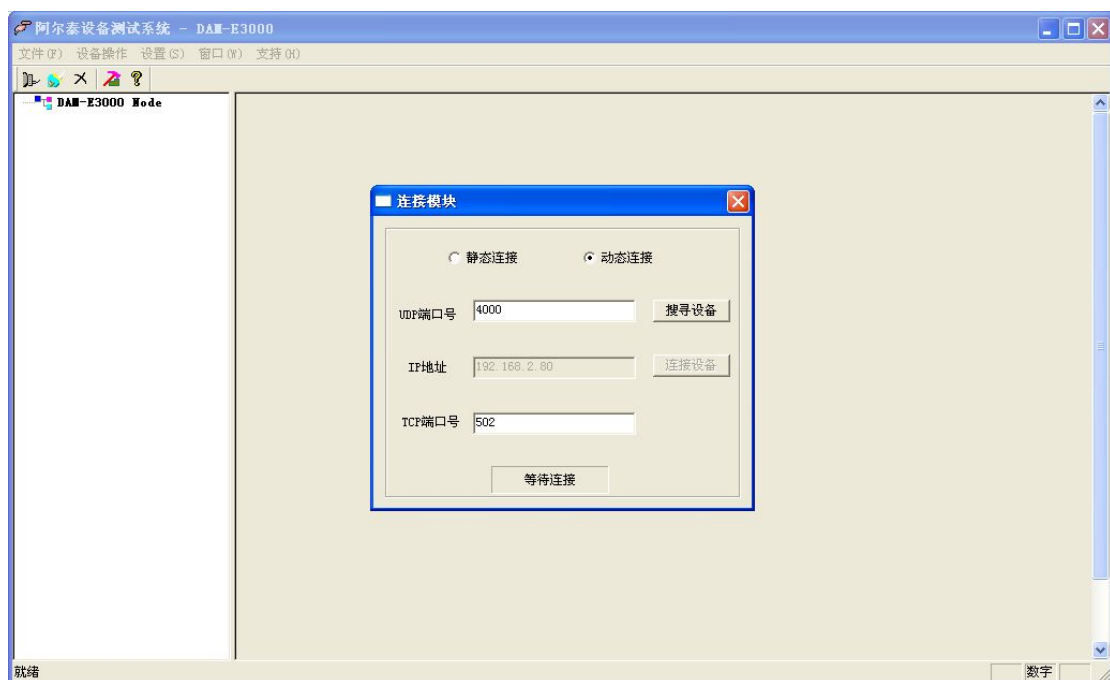 阿尔泰设备测试系统 - DAM-E3000
文件(F) 设备操作 设置(S) 窗口(W) 支持(H)
DAM-E3000 Node
连接模块
静态连接 动态连接
UDP端口号 4000 搜寻设备
IP地址 192.168.2.80 连接设备
TCP端口号 502
等待连接
就绪 数字